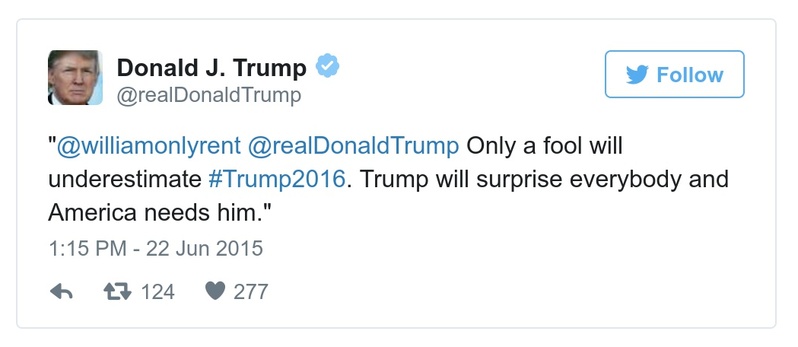 Donald J. Trump
@realDonaldTrump
Follow
"@williamonlyrent @realDonaldTrump Only a fool will
underestimate #Trump2016. Trump will surprise everybody and
America needs him."
1:15 PM - 22 Jun 2015
124 277